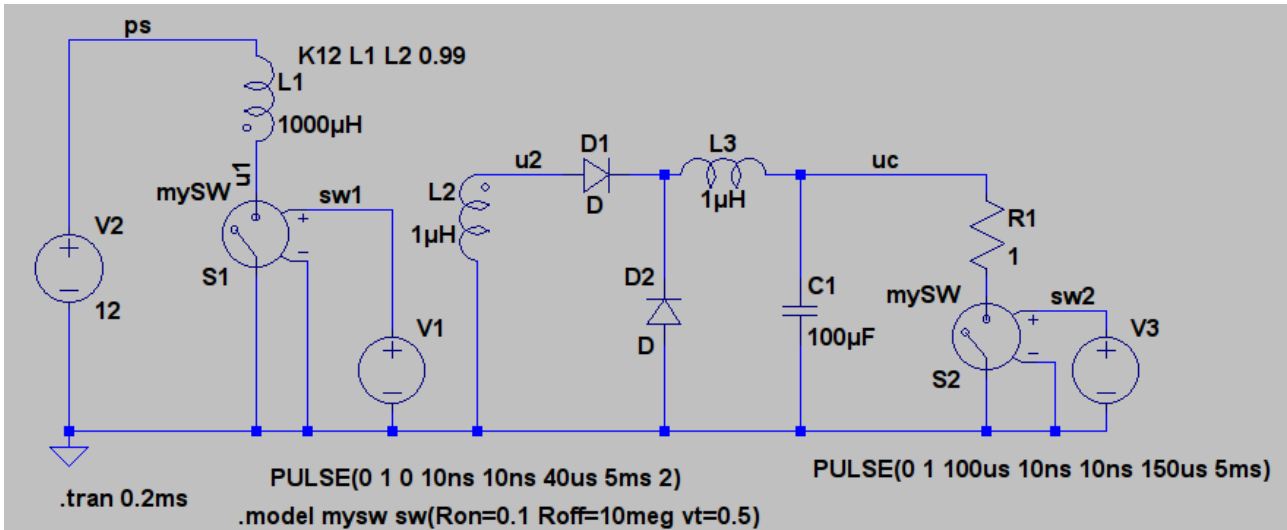 ps
K12 L1 L2 0.99
L1
1000µH
u1
mySW
sw1
S1
V2
12
V1
L2
1µH
u2
D1
D
L3
1µH
uc
D2
D
C1
100µF
R1
1
mySW
sw2
S2
V3
PULSE(0 1 0 10ns 10ns 40us 5ms 2)
PULSE(0 1 100us 10ns 10ns 150us 5ms)
.tran 0.2ms
.model mysw sw(Ron=0.1 Roff=10meg vt=0.5)